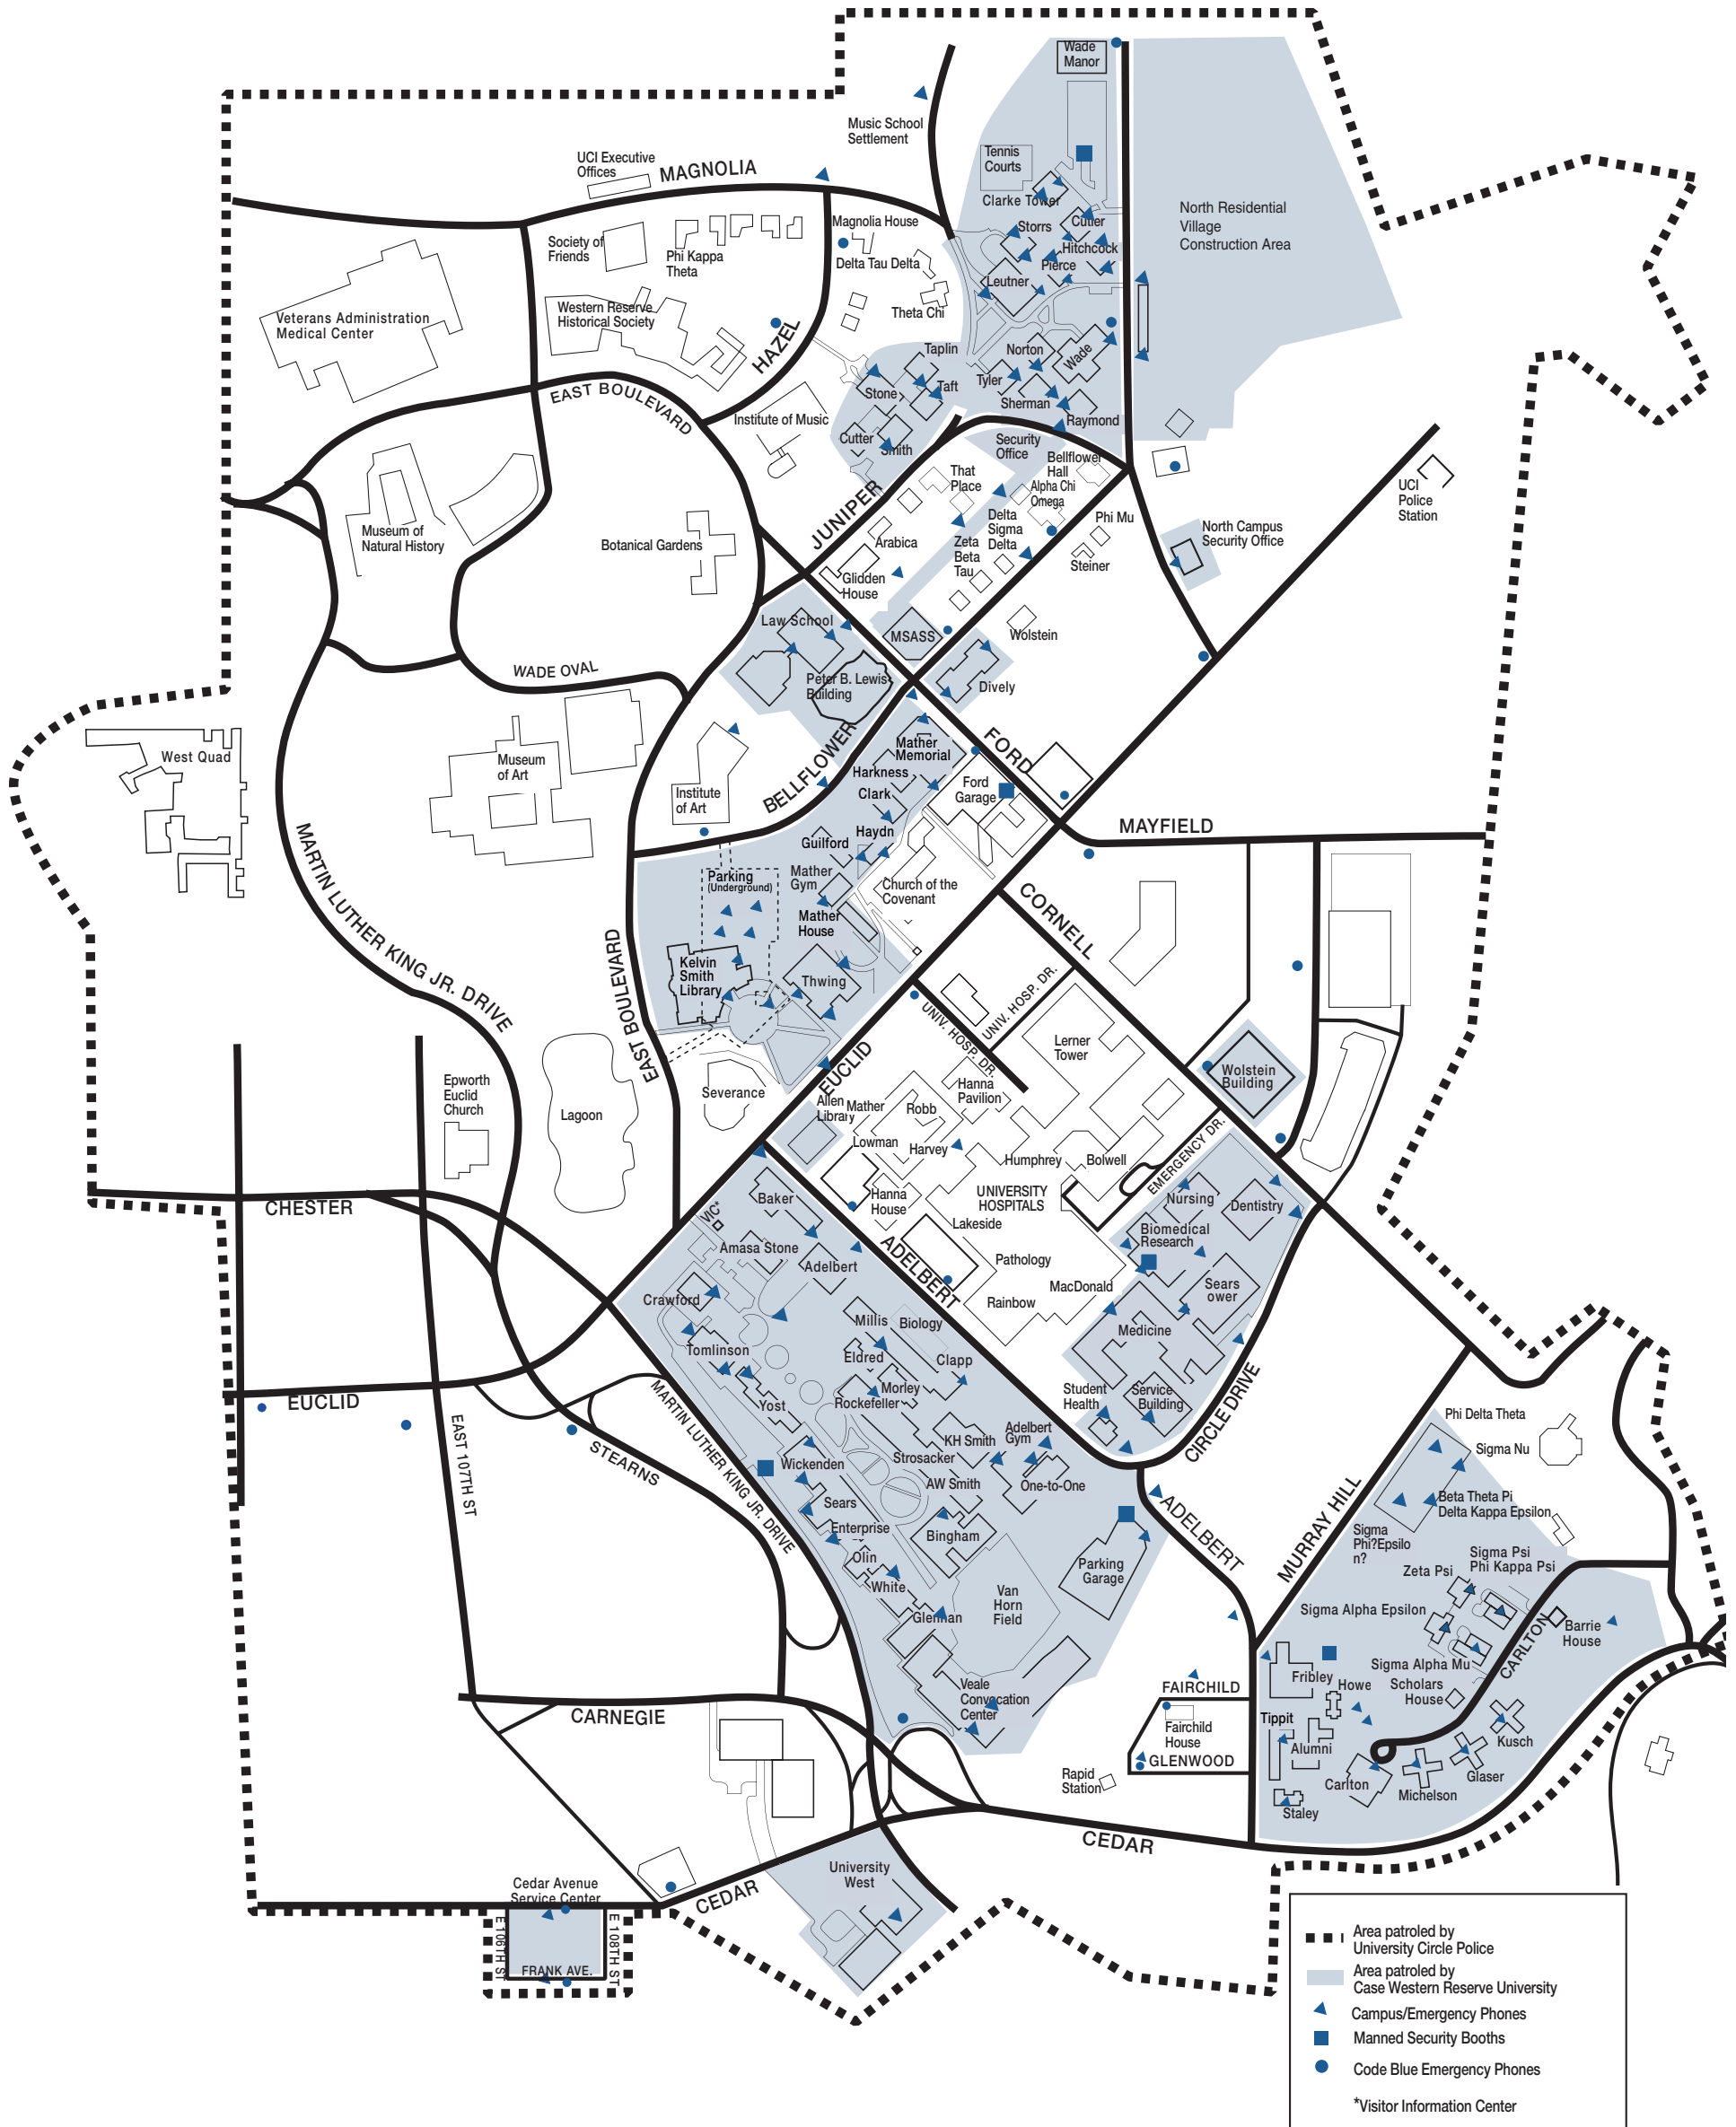 Wade
Manor
Music School
Settlement
Tennis
Courts
UCI Executive
Offices
MAGNOLIA
Clarke Tower
North Residential
Village
Construction Area
Magnolia House
Storrs
Cutter
Society of
Friends
Phi Kappa
Theta
Delta Tau Delta
Hitchcock
Pierce
Leutner
Veterans Administration
Medical Center
Western Reserve
Historical Society
Theta Chi
HAZEL
Taplin
Norton
Wade
EAST BOULEVARD
Stone
Taft
Tyler
Sherman
Institute of Music
Raymond
Cutter
Smith
Security
Office
Bellflower
Hall
That
Place
Alpha Chi
Omega
UCI
Police
Station
JUNIPER
Museum of
Natural History
Botanical Gardens
Arabica
Delta
Sigma
Delta
Phi Mu
North Campus
Security Office
Zeta
Beta
Tau
Steiner
Glidden
House
Law School
MSASS
Wolstein
WADE OVAL
Peter B. Lewis
Building
Dively
West Quad
Museum
of Art
BELLFLOWER
Mather
Memorial
FORD
Harkness
Institute
of Art
Clark
Ford
Garage
MARTIN LUTHER KING JR. DRIVE
Haydn
MAYFIELD
Guilford
Parking
(Underground)
Mather
Gym
Church of the
Covenant
CORNELL
Mather
House
EAST BOULEVARD
Kelvin
Smith
Library
Thwing
UNIV. HOSP. DR.
UNIV. HOSP. DR.
Lerner
Tower
EUCLID
Wolstein
Building
Epworth
Euclid
Church
Lagoon
Severance
Hanna
Pavilion
Allen
Library
Mather
Robb
Lowman
Harvey
Humphrey
Bolwell
EMERGENCY DR.
CHESTER
VIC*
Baker
Hanna
House
UNIVERSITY
HOSPITALS
Nursing
Dentistry
Lakeside
Biomedical
Research
Amasa Stone
Adelbert
ADELBERT
Pathology
MacDonald
Sears
ower
Crawford
Rainbow
Millis
Biology
Medicine
Tomlinson
Eldred
Clapp
EUCLID
MARTIN LUTHER KING JR. DRIVE
Morley
Rockefeller
Student
Health
Service
Building
CIRCLE DRIVE
Yost
EAST 107TH ST
STEARNS
KH Smith
Adelbert
Gym
Phi Delta Theta
Sigma Nu
Wickenden
Strosacker
AW Smith
One-to-One
Sears
Beta Theta Pi
Delta Kappa Epsilon
Enterprise
Bingham
ADELBERT
MURRAY HILL
Sigma
Phi?Epsilo
n?
Olin
Parking
Garage
Sigma Psi
Phi Kappa Psi
White
Zeta Psi
Van
Horn
Field
Glennan
Sigma Alpha Epsilon
Barrie
House
CARLTON
Sigma Alpha Mu
Fribley
Howe
Scholars
House
Veale
Convocation
Center
FAIRCHILD
CARNEGIE
Fairchild
House
Tippit
Kusch
Alumni
GLENWOOD
Rapid
Station
Carlton
Glaser
Michelson
Staley
CEDAR
University
West
Cedar Avenue
Service Center
CEDAR
E 106TH ST
E 108TH ST
FRANK AVE.
Area patroled by
University Circle Police
Area patroled by
Case Western Reserve University
Campus/Emergency Phones
Manned Security Booths
Code Blue Emergency Phones
*Visitor Information Center